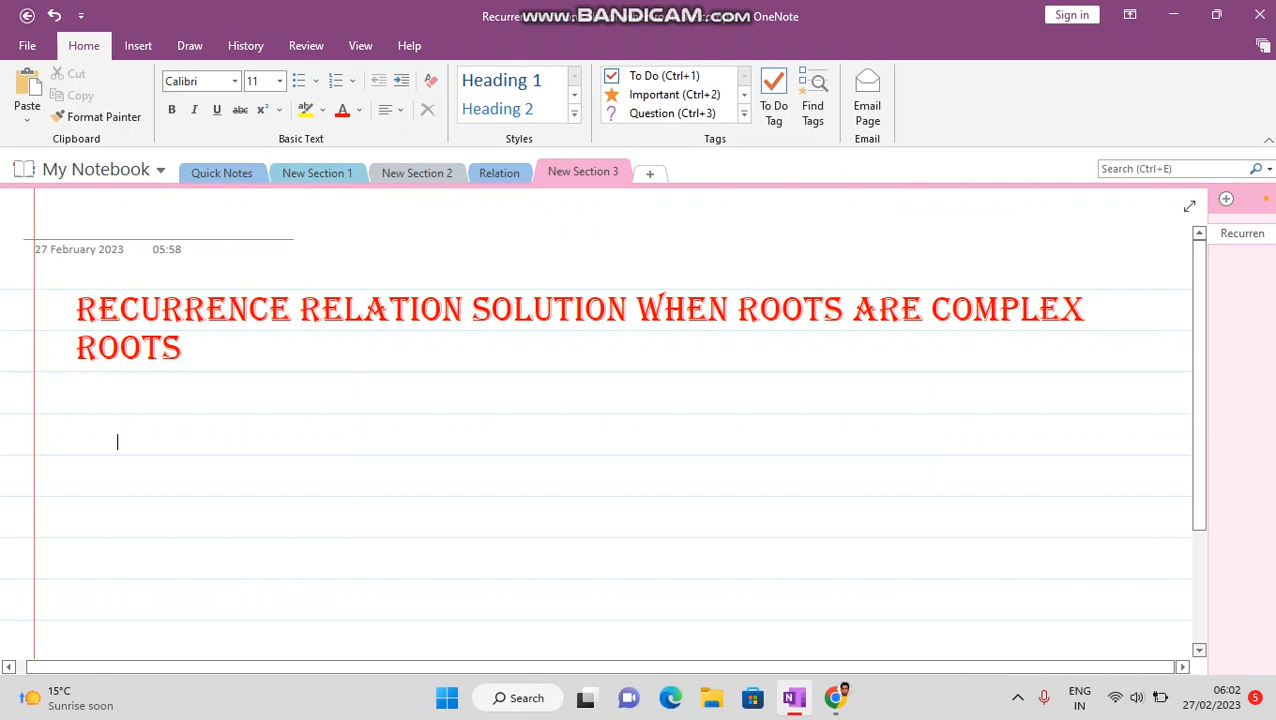 Recurren www.BANDICAM.com OneNote
Sign in
File Home Insert Draw History Review View Help
Paste
Cut
Copy
Format Painter
Clipboard
Calibri 11
B I U abc x² A
Basic Text
Heading 1
Heading 2
Styles
To Do (Ctrl+1)
Important (Ctrl+2)
? Question (Ctrl+3)
Tags
To Do Tag
Find Tags
Email Page
Email
My Notebook Quick Notes New Section 1 New Section 2 Relation New Section 3 + Search (Ctrl+E)
Recurren
27 February 2023 05:58
RECURRENCE RELATION SOLUTION WHEN ROOTS ARE COMPLEX
ROOTS
15°C
Sunrise soon
Search
ENG
IN
06:02
27/02/2023
5